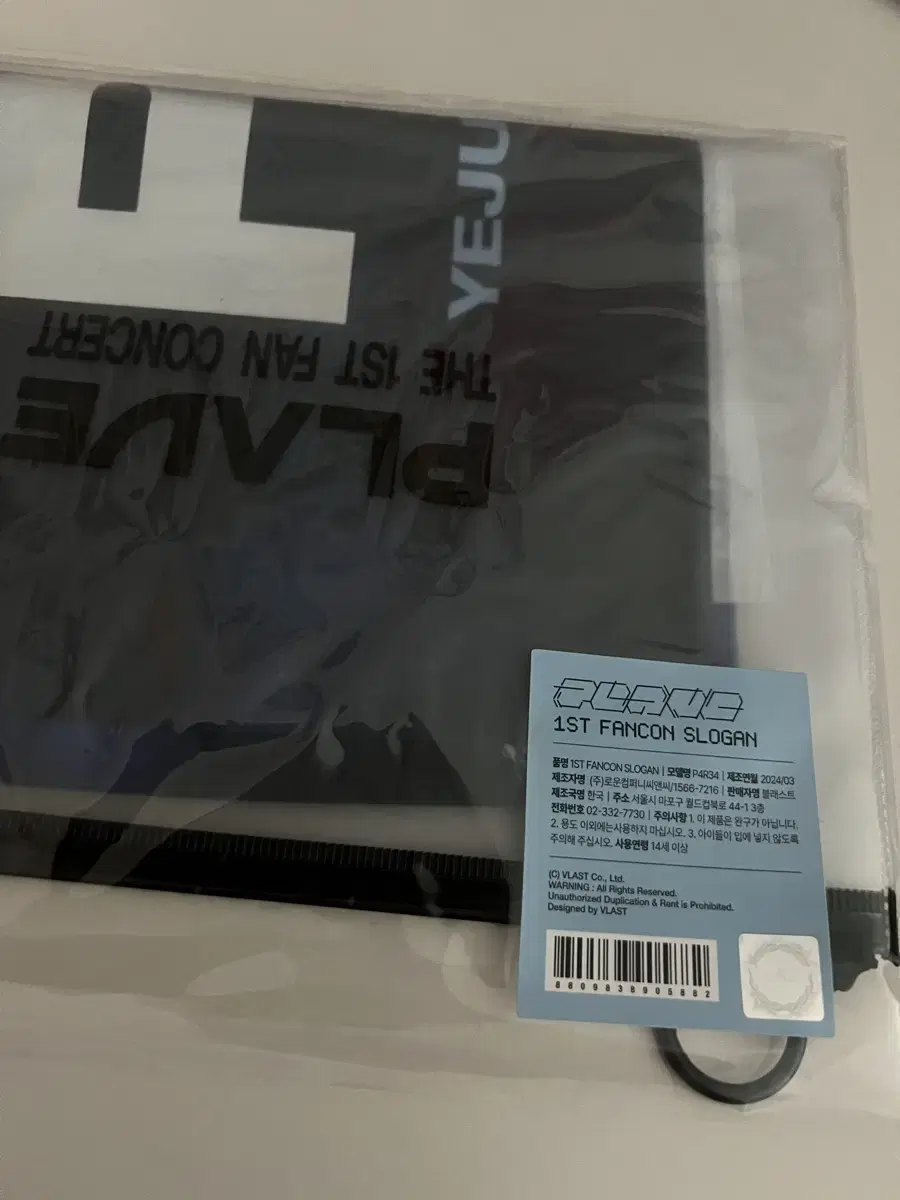 YEJU
THE 1ST FAN CONCERT
PLAVE
PLAVE
1ST FANCON SLOGAN
품명 1ST FANCON SLOGAN | 모델명 P4R34 | 제조연월 2024/03
제조자명 (주)로운컴퍼니씨앤씨/1566-7216 | 판매자명 블래스트
제조국명 한국 | 주소 서울시 마포구 월드컵북로 44-1 3층
전화번호 02-332-7730 | 주의사항 1. 이 제품은 완구가 아닙니다.
2. 용도 이외에는사용하지 마십시오. 3. 아이들이 입에 넣지 않도록
주의해 주십시오. 사용연령 14세 이상
(C) VLAST Co., Ltd.
WARNING : All Rights Reserved.
Unauthorized Duplication & Rent is Prohibited.
Designed by VLAST
8809838905882